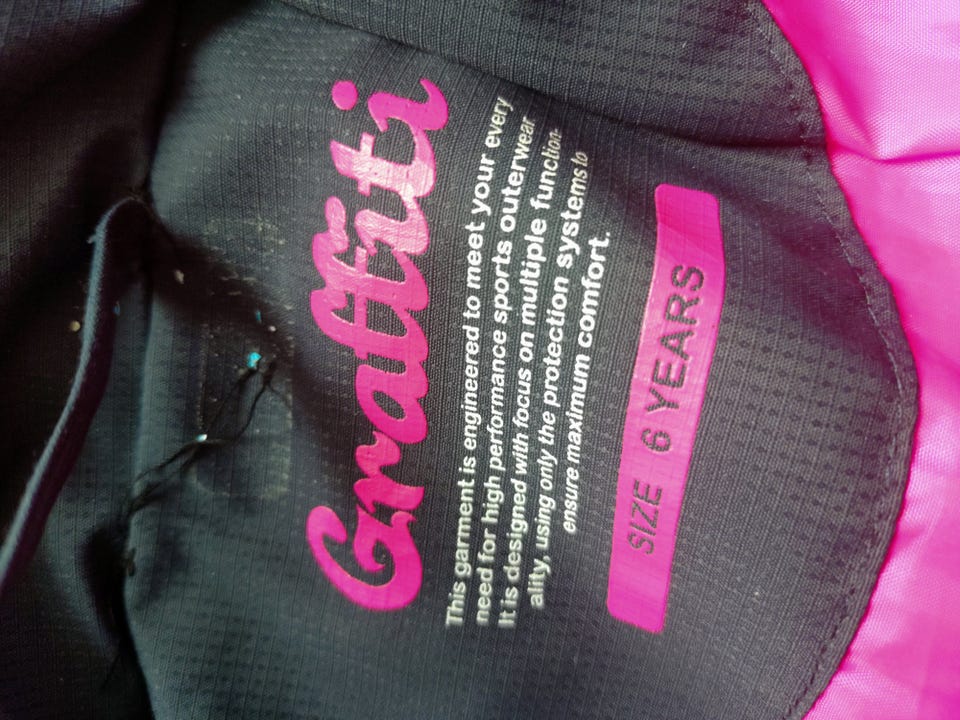 Graffiti
This garment is engineered to meet your every
need for high performance sports outerwear.
It is designed with focus on multiple function-
ality, using only the protection systems to
ensure maximum comfort.
SIZE 6 YEARS